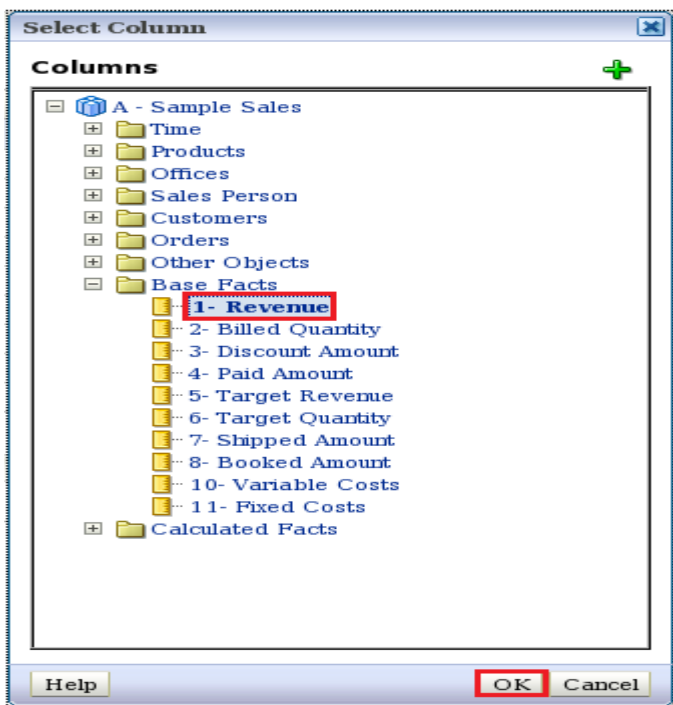 Select Column
Columns
A - Sample Sales
Time
Products
Offices
Sales Person
Customers
Orders
Other Objects
Base Facts
1- Revenue
2- Billed Quantity
3- Discount Amount
4- Paid Amount
5- Target Revenue
6- Target Quantity
7- Shipped Amount
8- Booked Amount
10- Variable Costs
11- Fixed Costs
Calculated Facts
Help OK Cancel